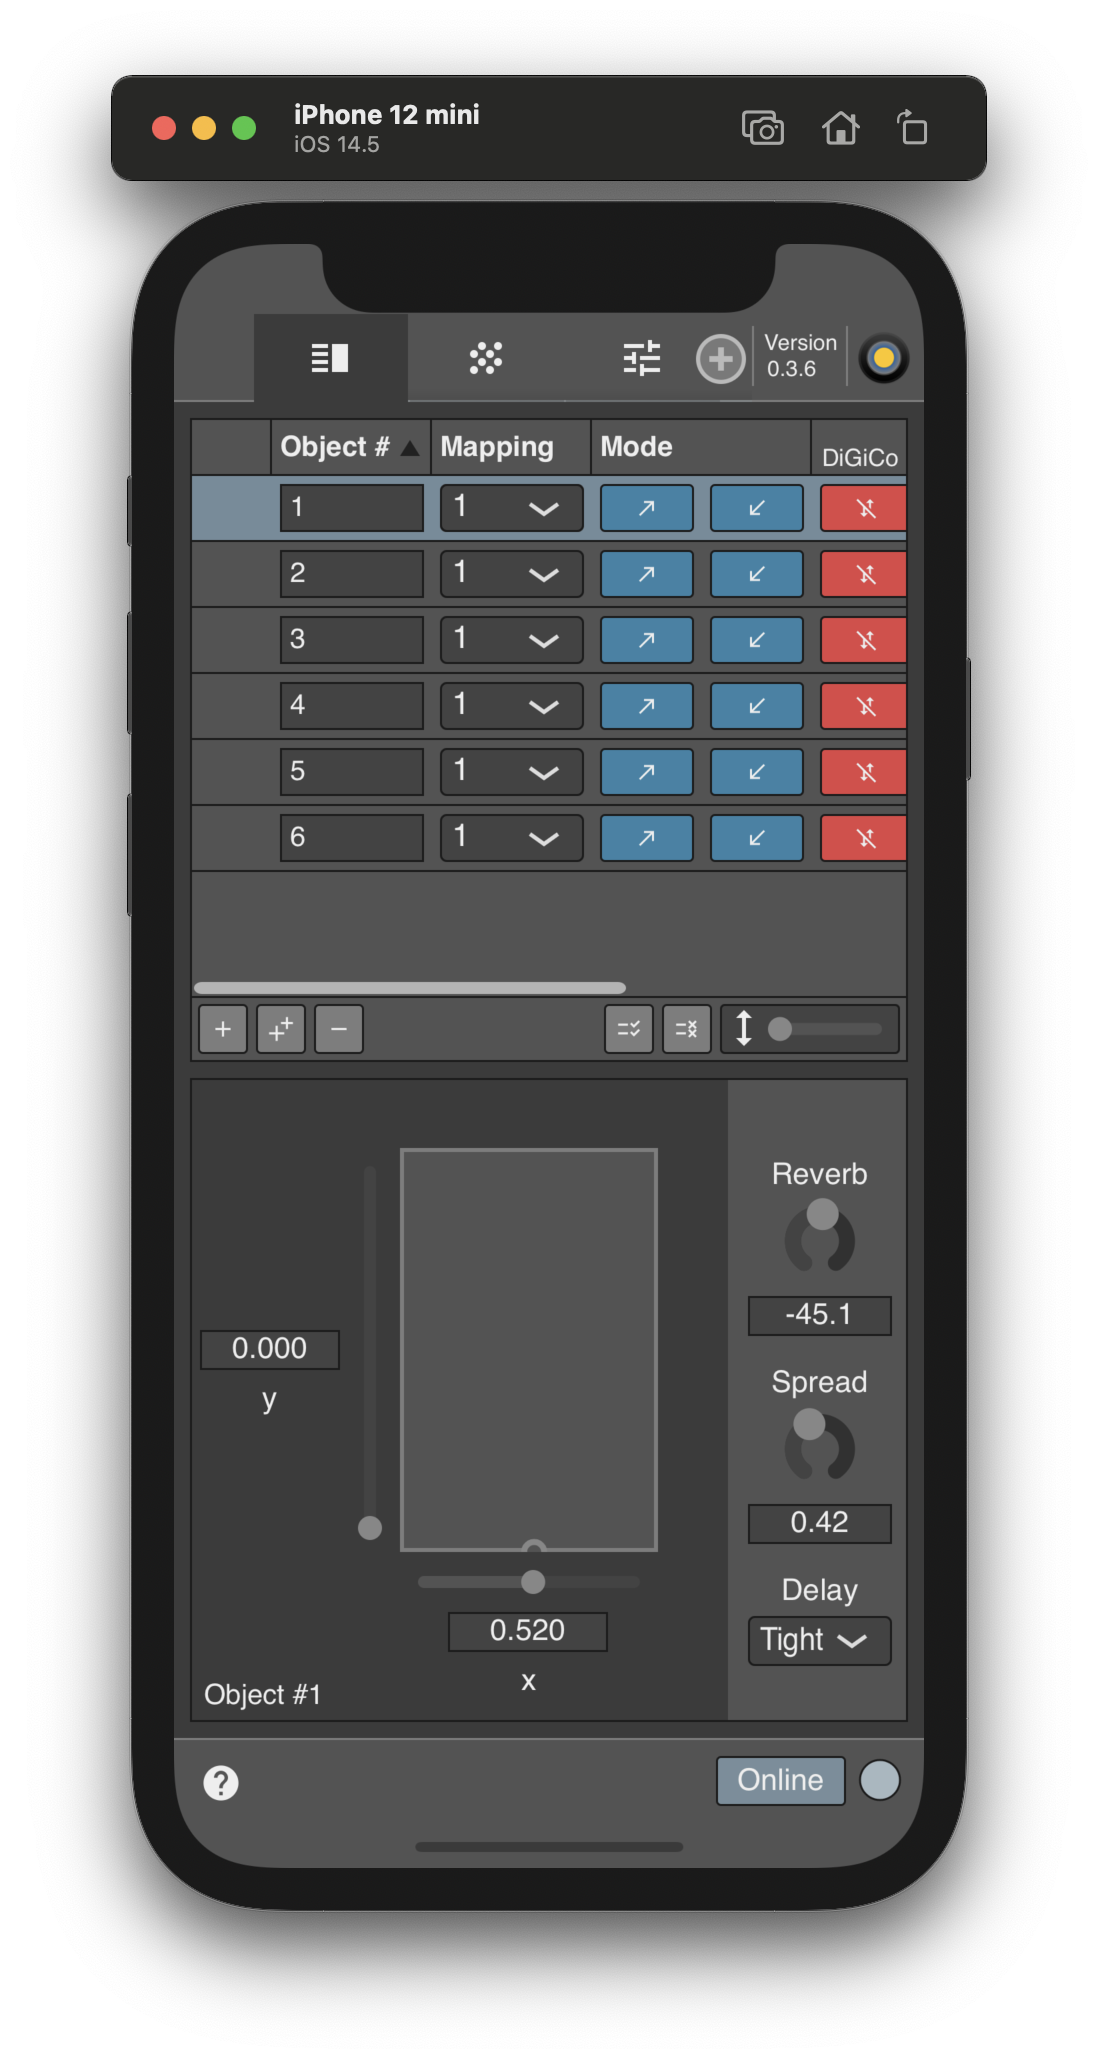 iPhone 12 mini
iOS 14.5
Version
0.3.6
Object # Mapping Mode DiGiCo
1 1
2 1
3 1
4 1
5 1
6 1
Reverb
-45.1
0.000
y
Spread
0.42
Delay
Tight
0.520
x
Object #1
Online